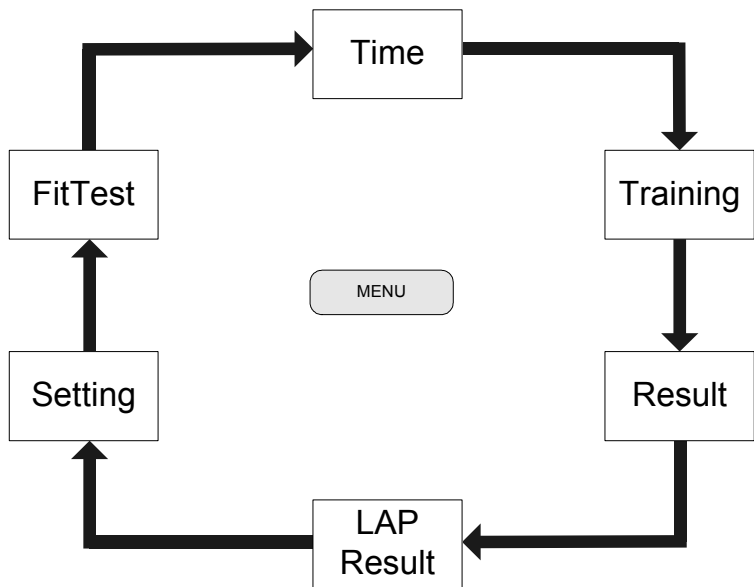 Time
FitTest
Training
MENU
Setting
Result
LAP
Result